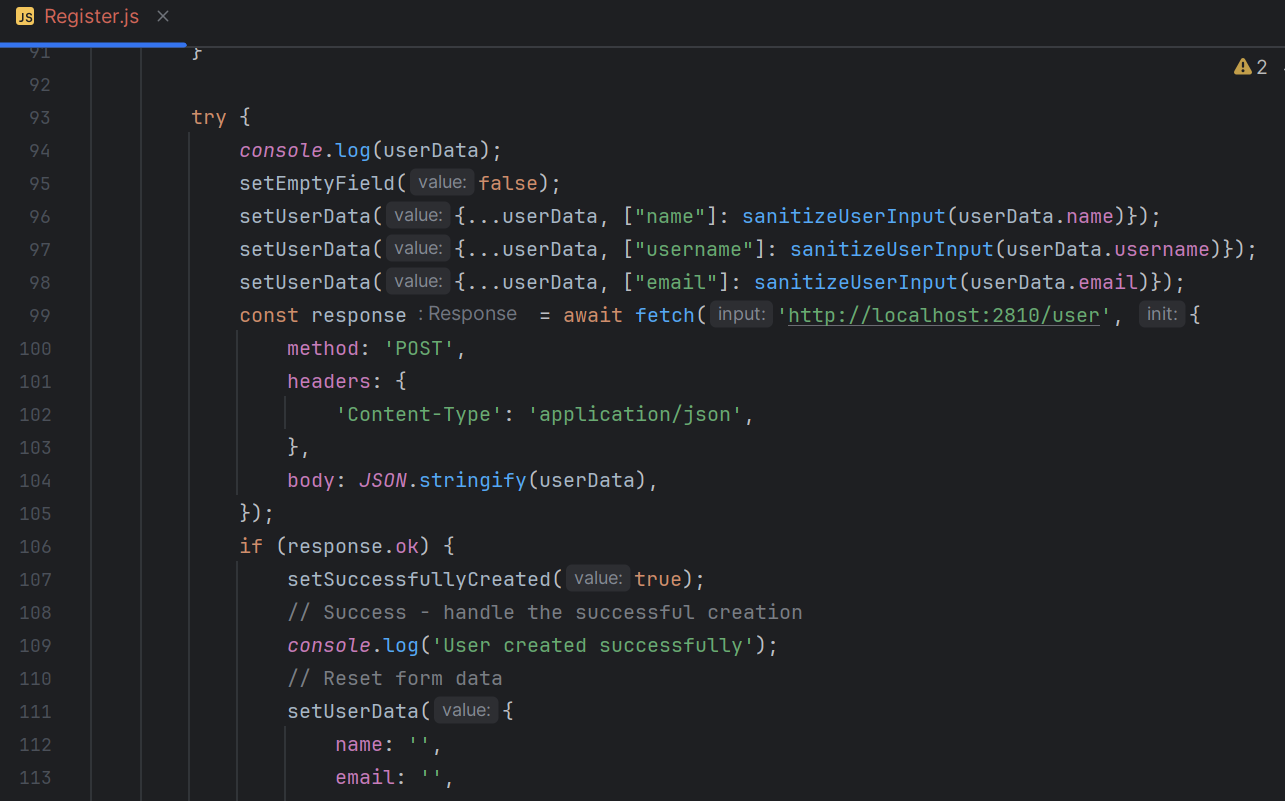 JS Register.js ×
91 }
2
92
93 try {
94 console.log(userData);
95 setEmptyField( value: false);
96 setUserData( value: {...userData, ["name"]: sanitizeUserInput(userData.name)});
97 setUserData( value: {...userData, ["username"]: sanitizeUserInput(userData.username)});
98 setUserData( value: {...userData, ["email"]: sanitizeUserInput(userData.email)});
99 const response : Response = await fetch( input: 'http://localhost:2810/user', init: {
100 method: 'POST',
101 headers: {
102 'Content-Type': 'application/json',
103 },
104 body: JSON.stringify(userData),
105 });
106 if (response.ok) {
107 setSuccessfullyCreated( value: true);
108 // Success - handle the successful creation
109 console.log('User created successfully');
110 // Reset form data
111 setUserData( value: {
112 name: '',
113 email: '',